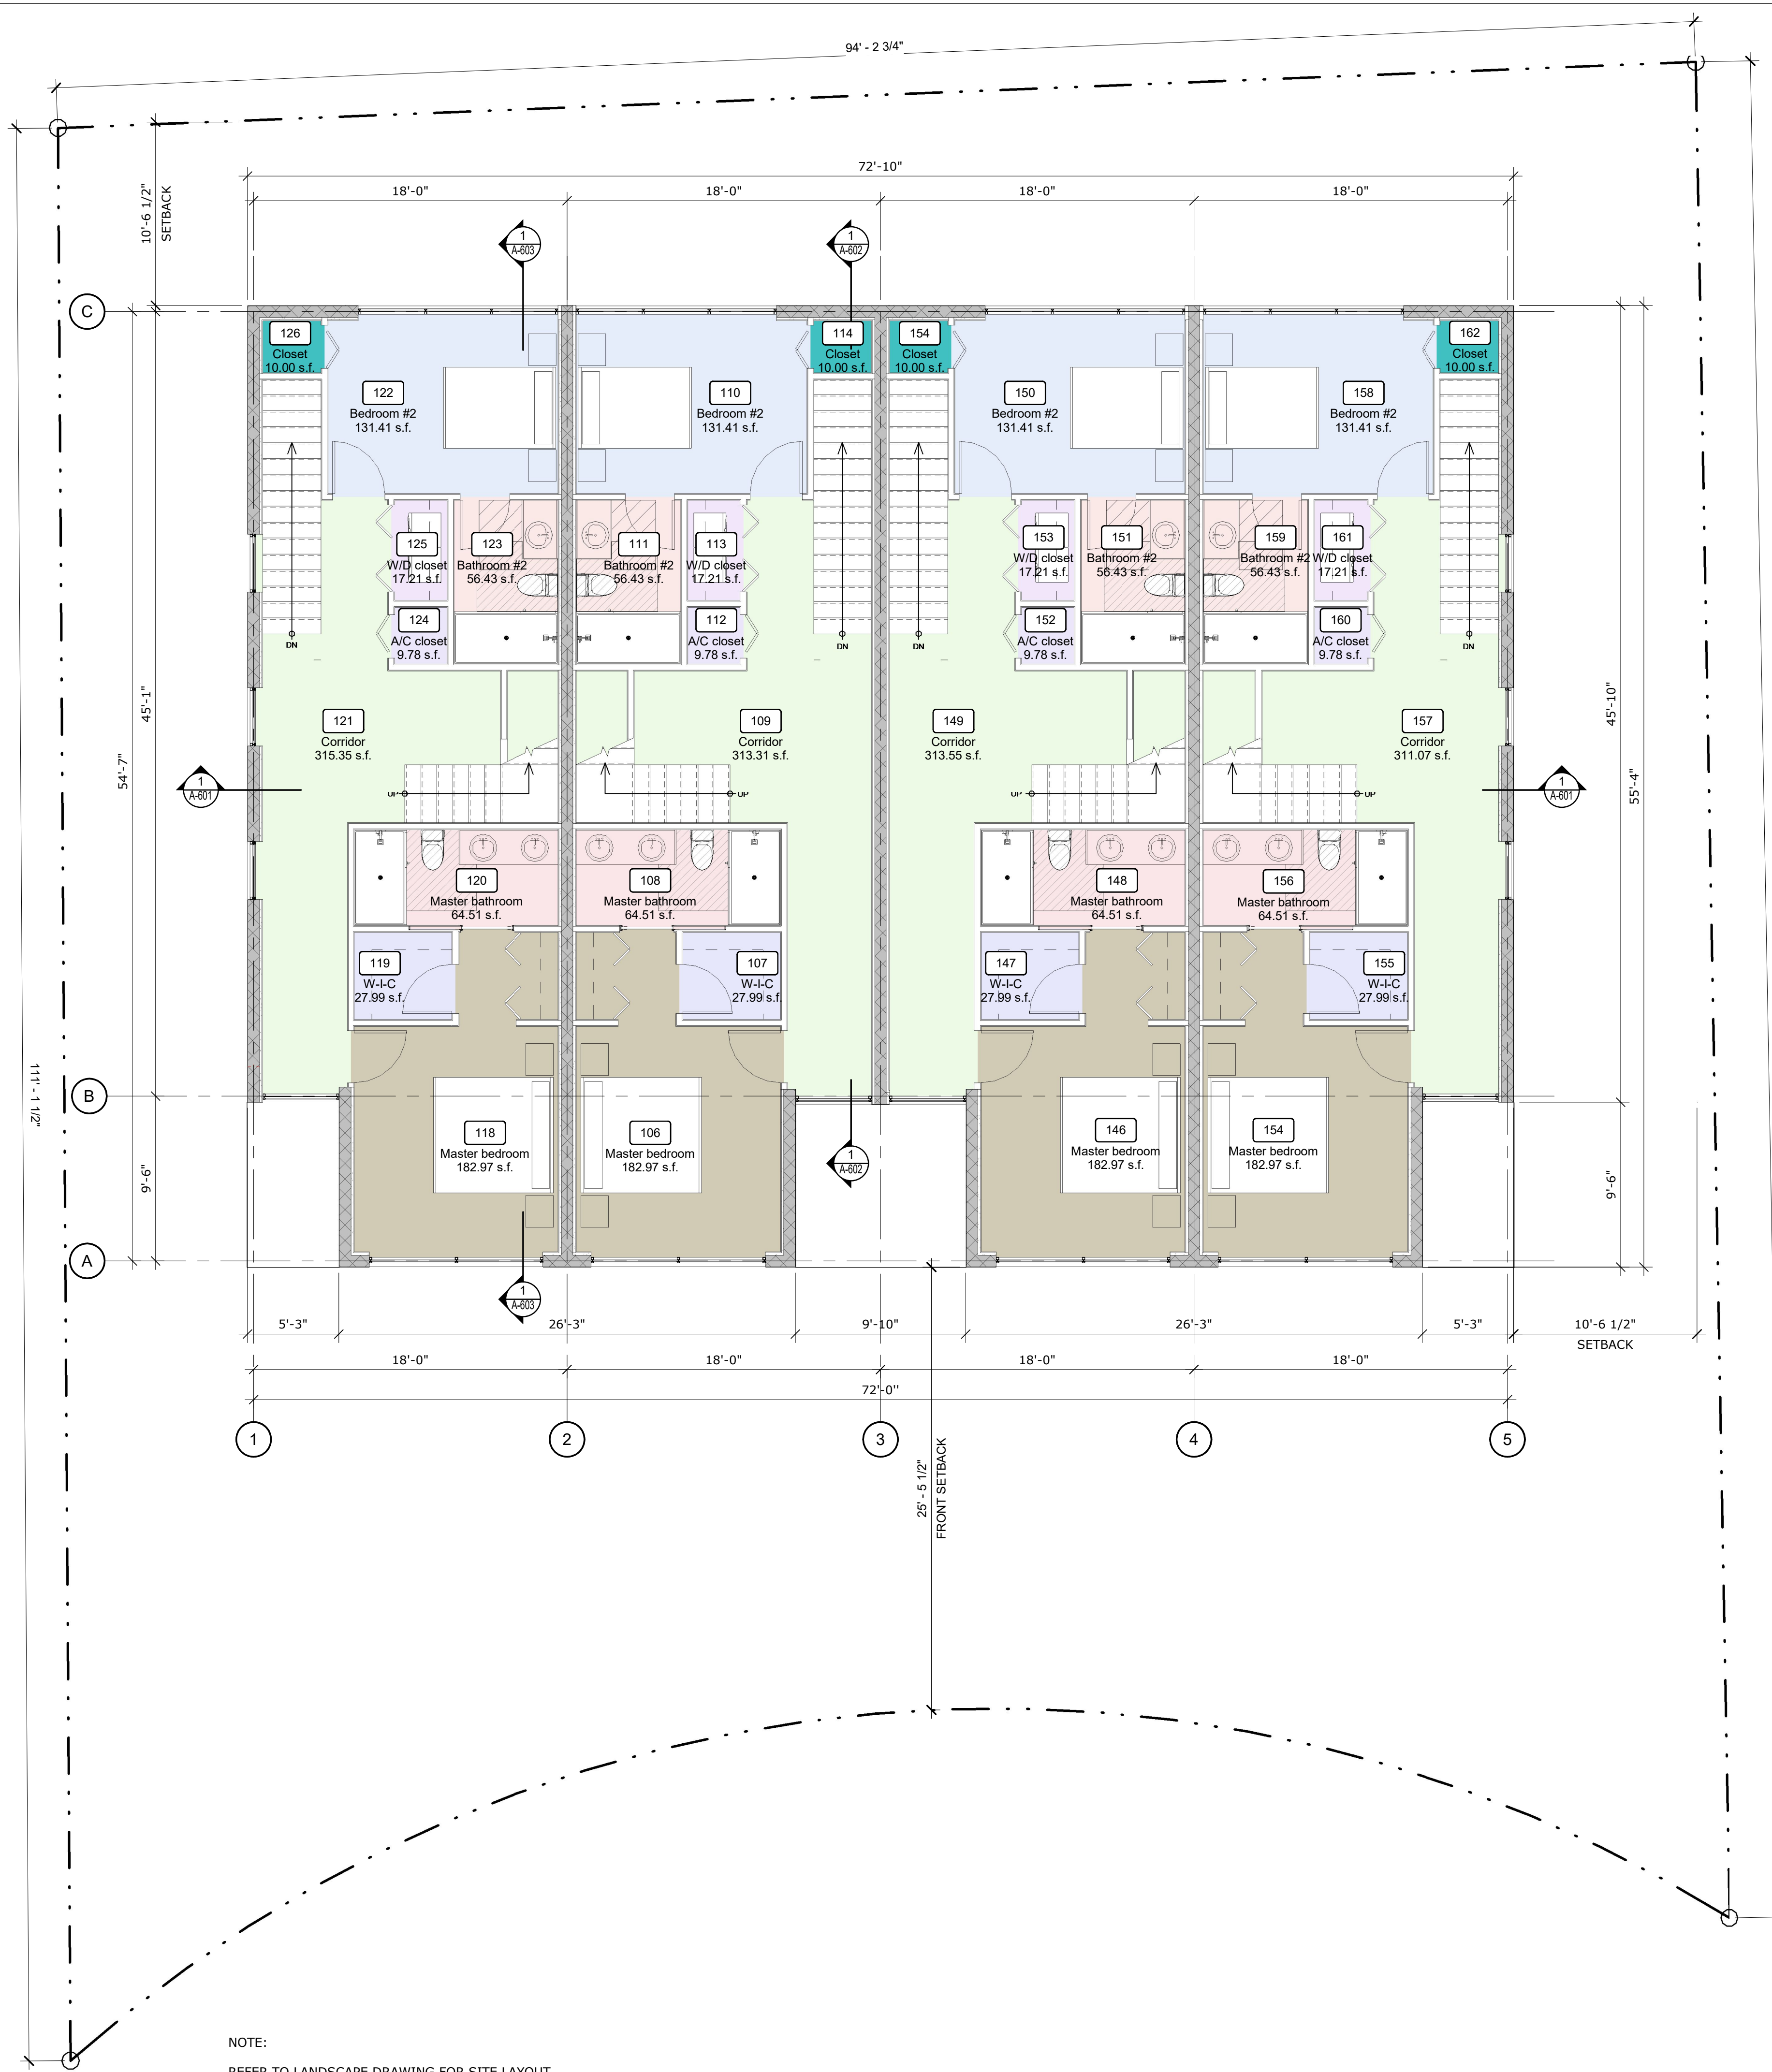 94' - 2 3/4"
72'-10"
18'-0"
18'-0"
18'-0"
18'-0"
10'-6 1/2"
SETBACK
1
A-603
1
A-602
C
126
Closet
10.00 s.f.
114
Closet
10.00 s.f.
154
Closet
10.00 s.f.
162
Closet
10.00 s.f.
122
Bedroom #2
131.41 s.f.
110
Bedroom #2
131.41 s.f.
150
Bedroom #2
131.41 s.f.
158
Bedroom #2
131.41 s.f.
125
W/D closet
17.21 s.f.
123
Bathroom #2
56.43 s.f.
111
Bathroom #2
56.43 s.f.
113
W/D closet
17.21 s.f.
153
W/D closet
17.21 s.f.
151
Bathroom #2
56.43 s.f.
159
Bathroom #2
56.43 s.f.
161
W/D closet
17.21 s.f.
124
A/C closet
9.78 s.f.
112
A/C closet
9.78 s.f.
152
A/C closet
9.78 s.f.
160
A/C closet
9.78 s.f.
DN
DN
DN
DN
121
Corridor
315.35 s.f.
109
Corridor
313.31 s.f.
149
Corridor
313.55 s.f.
157
Corridor
311.07 s.f.
45'-1"
54'-7"
45'-10"
55'-4"
1
A-601
UP
UP
UP
UP
1
A-601
120
Master bathroom
64.51 s.f.
108
Master bathroom
64.51 s.f.
148
Master bathroom
64.51 s.f.
156
Master bathroom
64.51 s.f.
119
W-I-C
27.99 s.f.
107
W-I-C
27.99 s.f.
147
W-I-C
27.99 s.f.
155
W-I-C
27.99 s.f.
111' - 1 1/2"
B
118
Master bedroom
182.97 s.f.
106
Master bedroom
182.97 s.f.
146
Master bedroom
182.97 s.f.
154
Master bedroom
182.97 s.f.
1
A-602
9'-6"
9'-6"
A
1
A-603
5'-3"
26'-3"
9'-10"
26'-3"
5'-3"
10'-6 1/2"
SETBACK
18'-0"
18'-0"
18'-0"
18'-0"
72'-0''
1
2
3
4
5
25' - 5 1/2"
FRONT SETBACK
NOTE:
REFER TO LANDSCAPE DRAWING FOR SITE LAYOUT